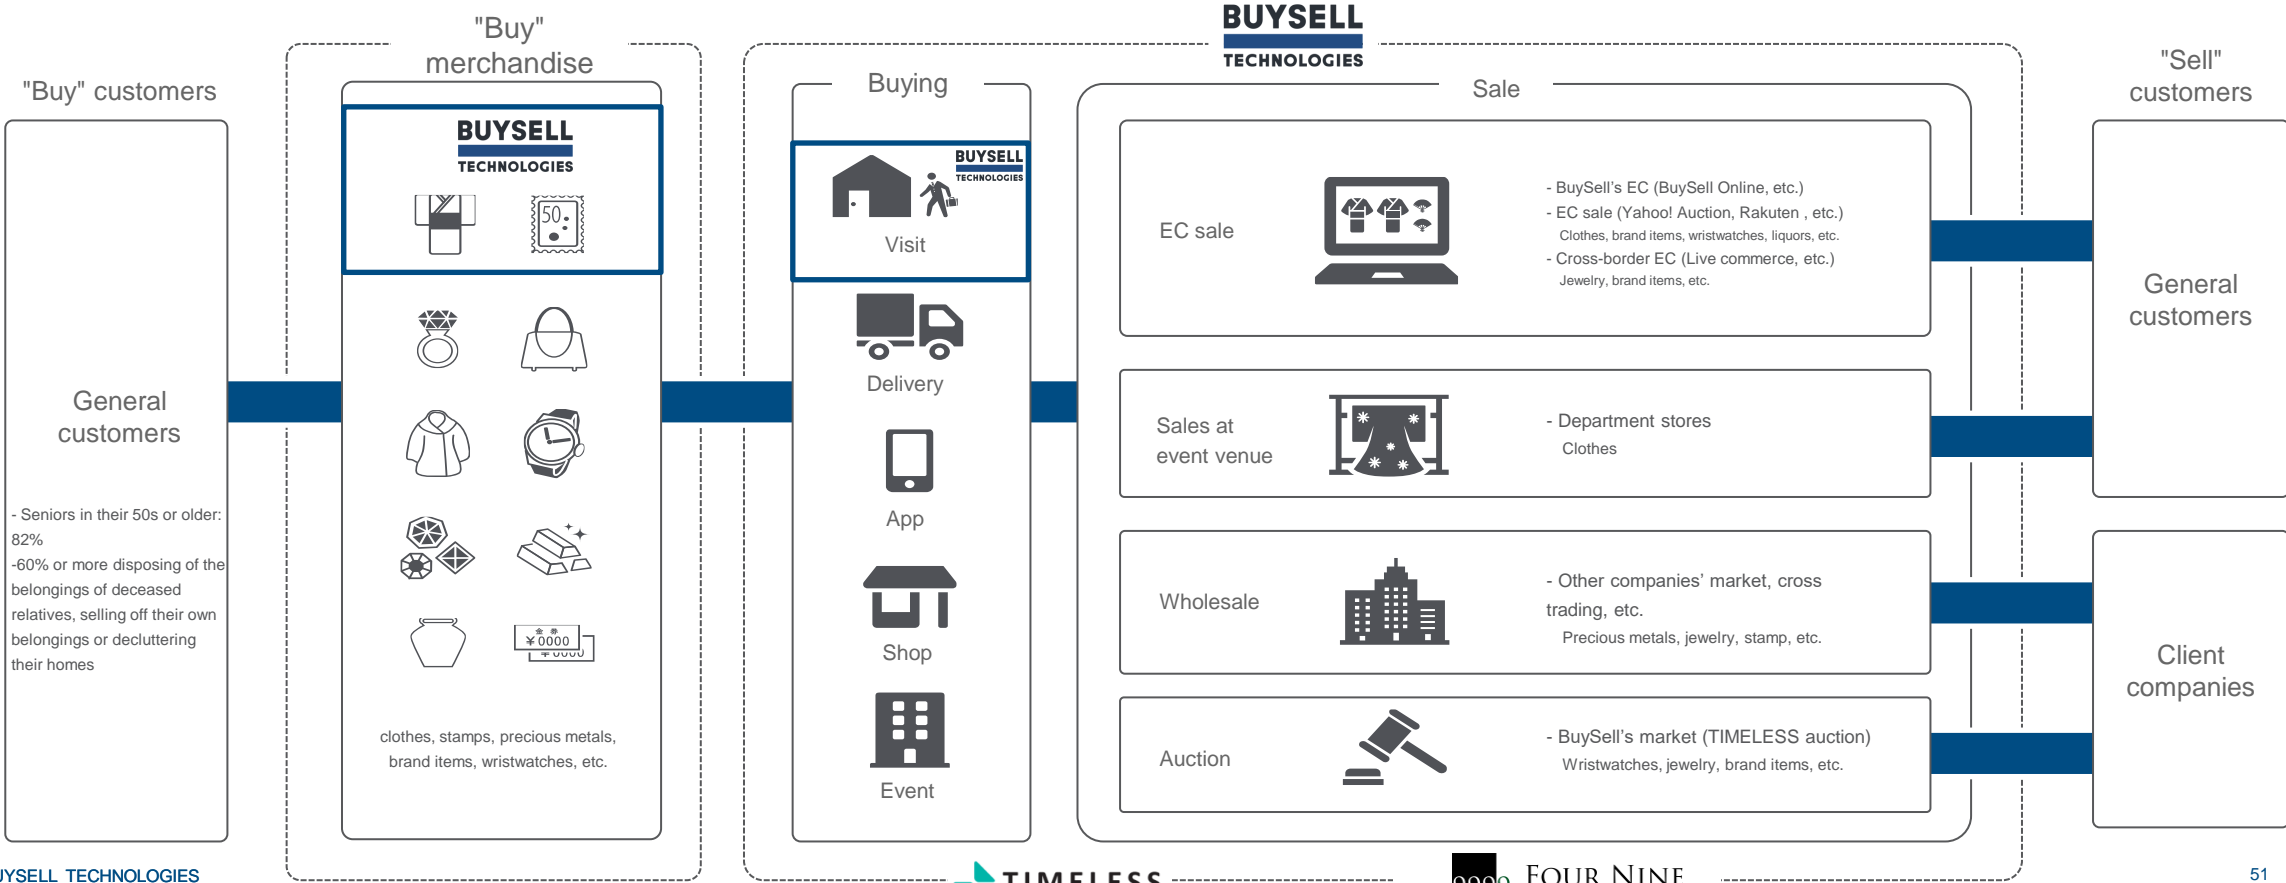 "Buy" customers
General
customers
- Seniors in their 50s or older:
82%
-60% or more disposing of the
belongings of deceased
relatives, selling off their own
belongings or decluttering
their homes
"Buy"
merchandise
BUYSELL
TECHNOLOGIES
50
金券
¥0000
¥0000
clothes, stamps, precious metals,
brand items, wristwatches, etc.
BUYSELL
TECHNOLOGIES
Buying
BUYSELL
TECHNOLOGIES
Visit
Delivery
App
Shop
Event
Sale
EC sale
- BuySell's EC (BuySell Online, etc.)
- EC sale (Yahoo! Auction, Rakuten , etc.)
Clothes, brand items, wristwatches, liquors, etc.
- Cross-border EC (Live commerce, etc.)
Jewelry, brand items, etc.
Sales at
event venue
- Department stores
Clothes
Wholesale
- Other companies’ market, cross
trading, etc.
Precious metals, jewelry, stamp, etc.
Auction
- BuySell's market (TIMELESS auction)
Wristwatches, jewelry, brand items, etc.
"Sell"
customers
General
customers
Client
companies
UYSELL TECHNOLOGIES
TIMELESS
9999 FOUR NINE
51